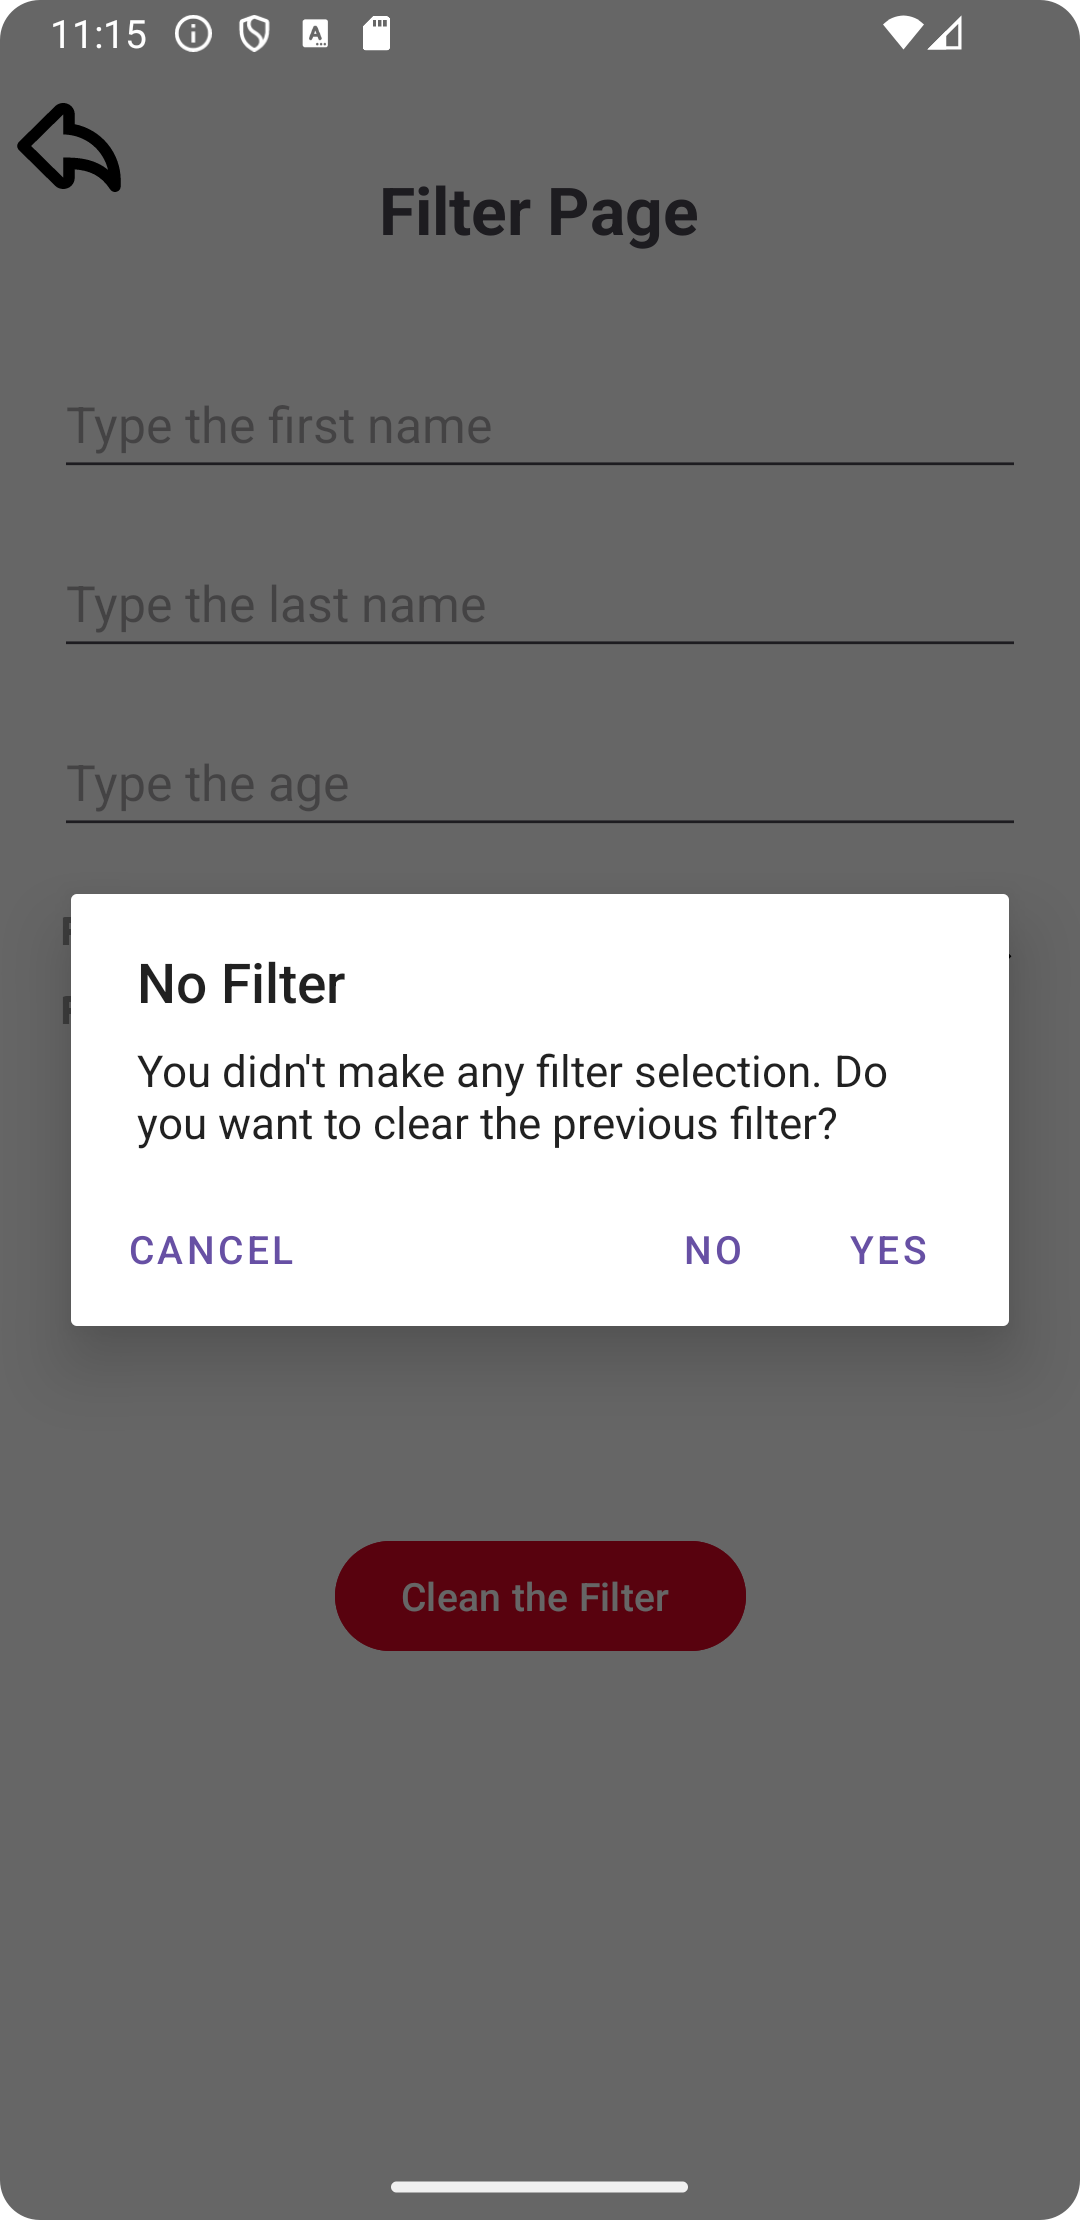 11:15
Filter Page
Type the first name
Type the last name
Type the age
No Filter
You didn't make any filter selection. Do
you want to clear the previous filter?
CANCEL NO YES
Clean the Filter